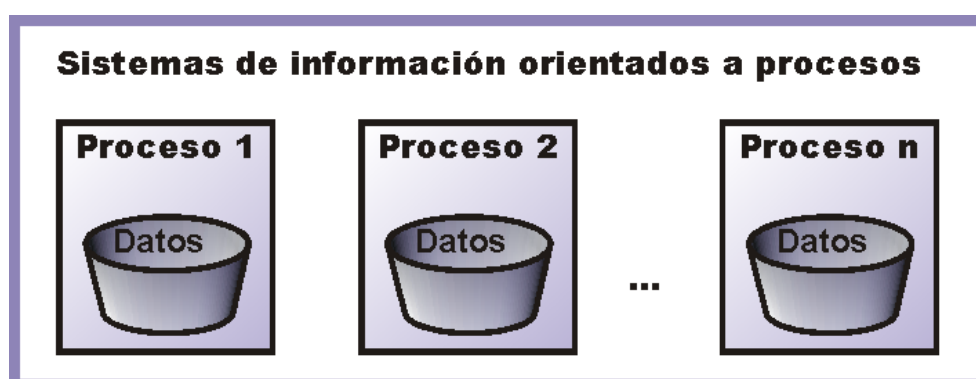 Sistemas de información orientados a procesos
Proceso 1
Proceso 2
Proceso n
Datos
Datos
...
Datos